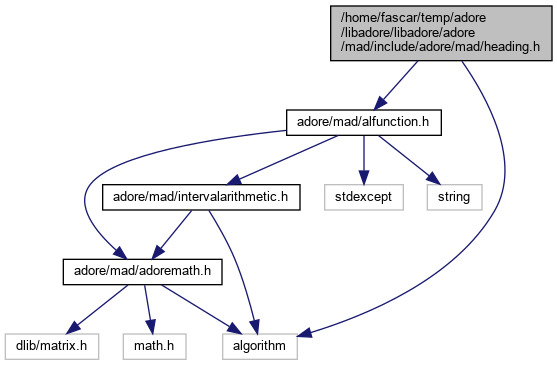 /home/fascar/temp/adore
/libadore/libadore/adore
/mad/include/adore/mad/heading.h
adore/mad/alfunction.h
adore/mad/intervalarithmetic.h
stdexcept
string
adore/mad/adoremath.h
dlib/matrix.h
math.h
algorithm